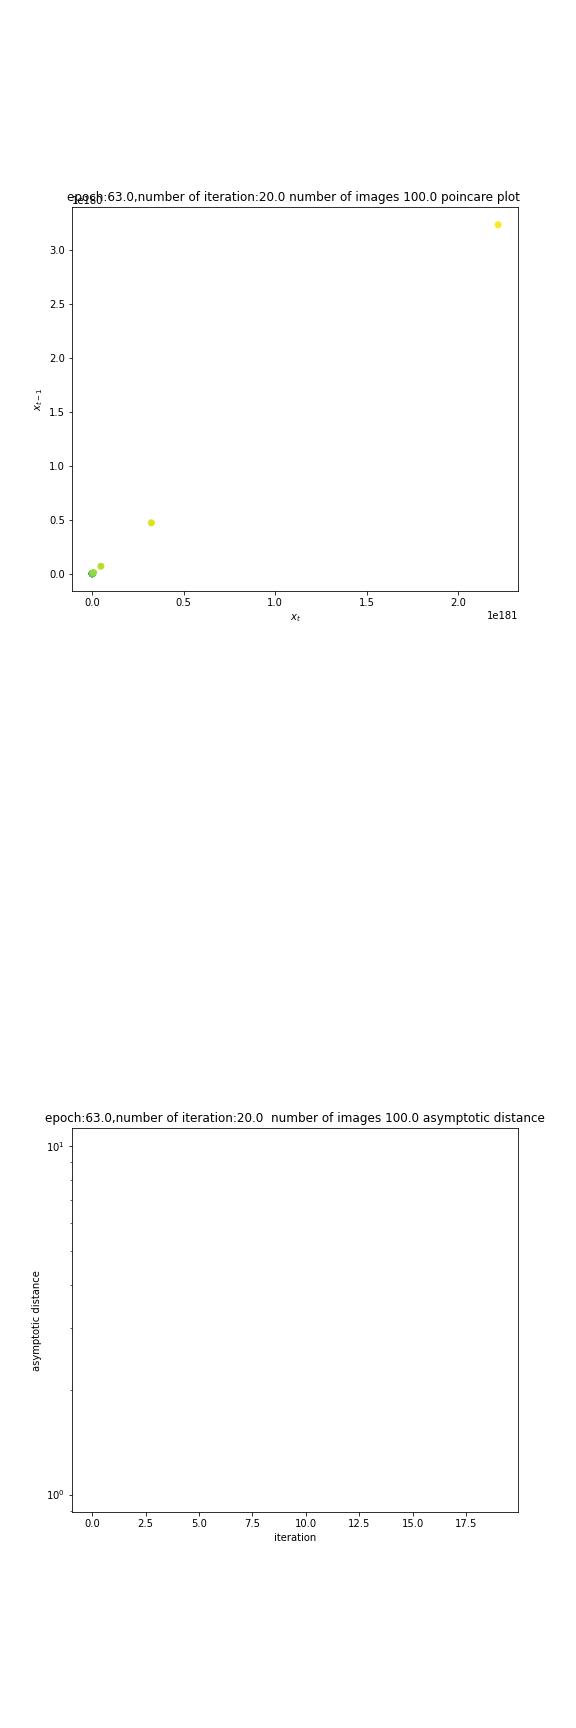 epoch:63.0,number of iteration:20.0 number of images 100.0 poincare plot
1e180
3.0
2.5
2.0
1.5
1.0
0.5
0.0
x_{t-1}
0.0 0.5 1.0 1.5 2.0
x_t
1e181
epoch:63.0,number of iteration:20.0  number of images 100.0 asymptotic distance
10^1
10^0
asymptotic distance
0.0 2.5 5.0 7.5 10.0 12.5 15.0 17.5
iteration